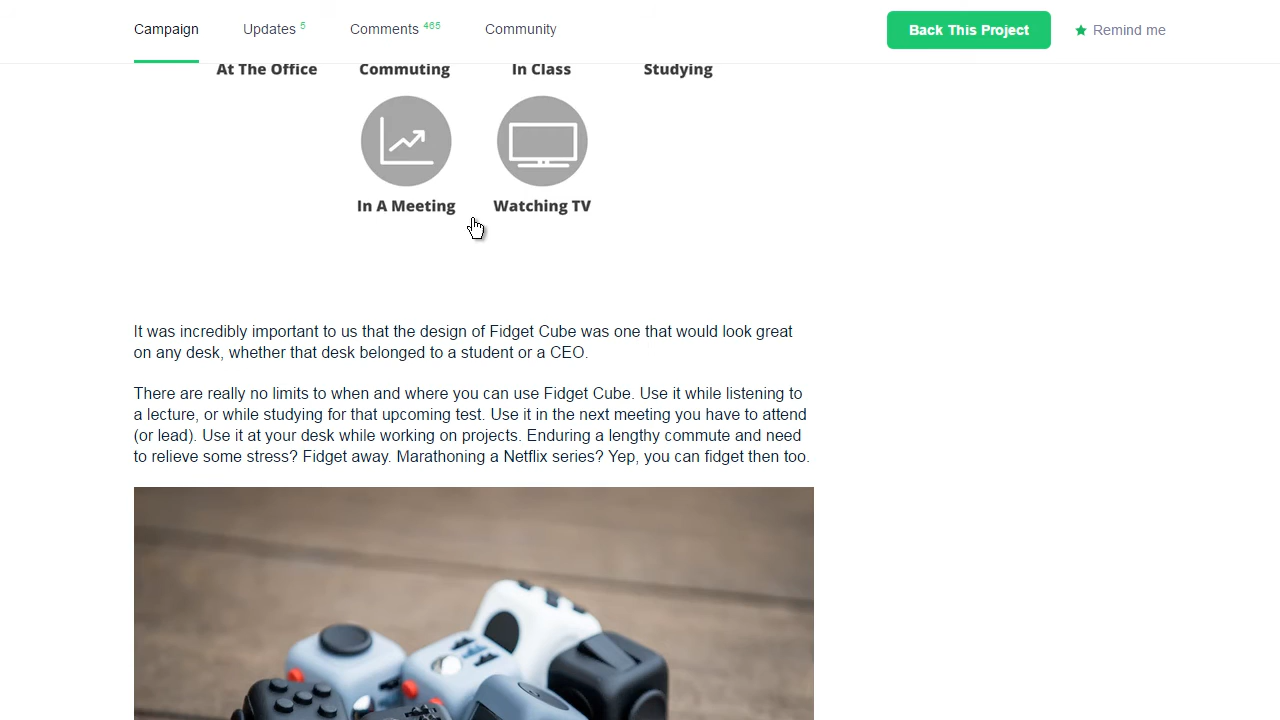 Campaign Updates 5 Comments 465 Community Back This Project Remind me
At The Office Commuting In Class Studying
In A Meeting Watching TV
It was incredibly important to us that the design of Fidget Cube was one that would look great
on any desk, whether that desk belonged to a student or a CEO.
There are really no limits to when and where you can use Fidget Cube. Use it while listening to
a lecture, or while studying for that upcoming test. Use it in the next meeting you have to attend
(or lead). Use it at your desk while working on projects. Enduring a lengthy commute and need
to relieve some stress? Fidget away. Marathoning a Netflix series? Yep, you can fidget then too.